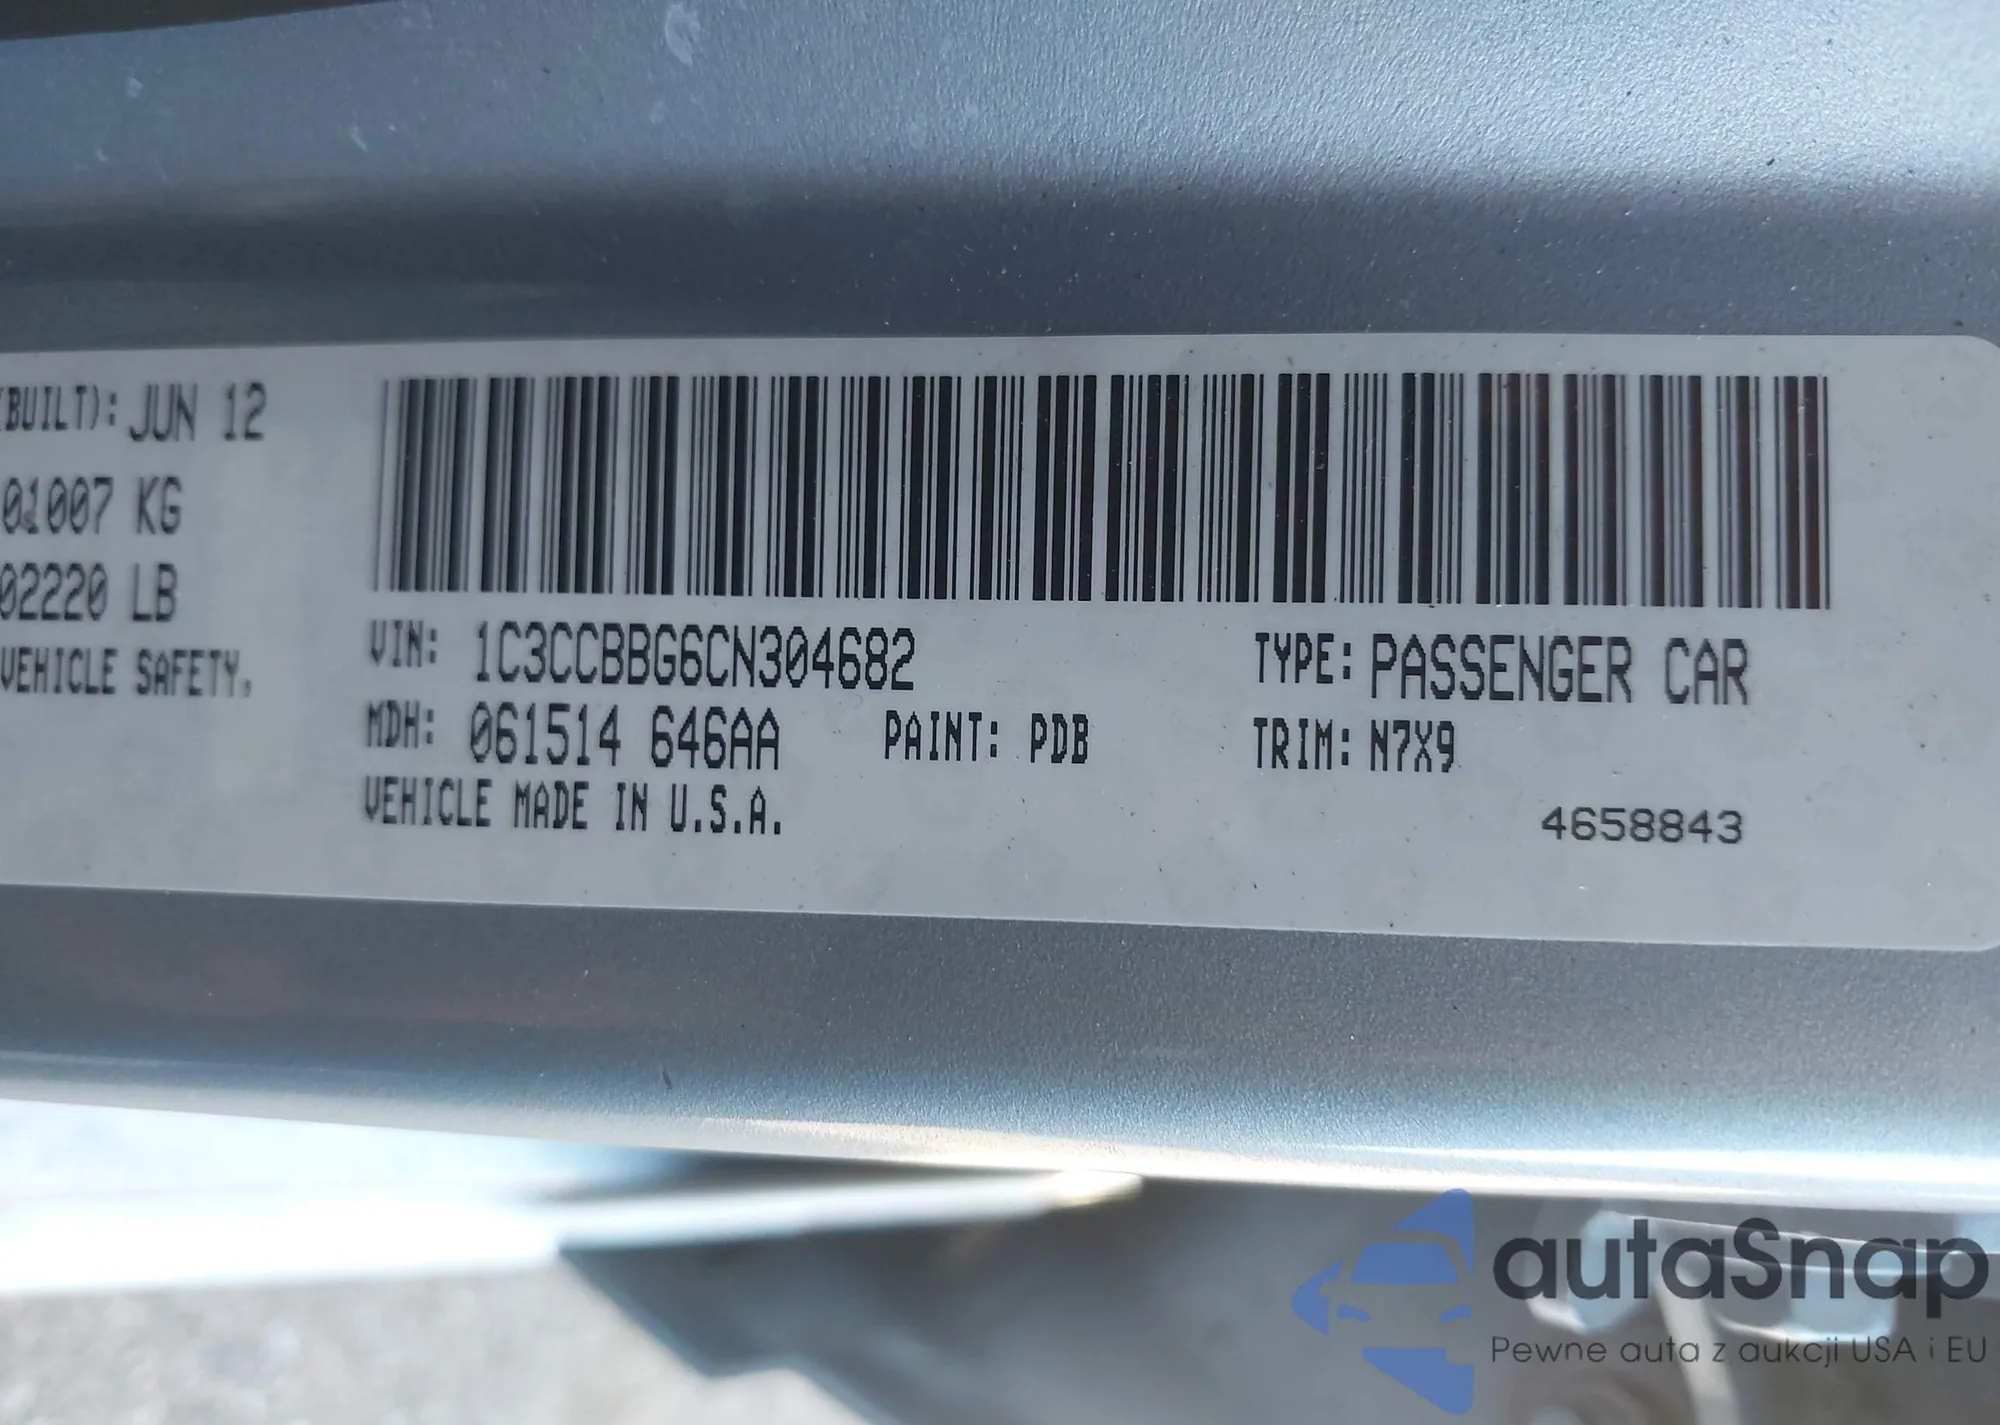 (BUILT): JUN 12
01007 KG
02220 LB
VEHICLE SAFETY,
VIN: 1C3CCBBG6CN304682
TYPE: PASSENGER CAR
MDH: 061514 646AA
PAINT: PDB
TRIM: N7X9
VEHICLE MADE IN U.S.A.
4658843
autaSnap
Pewne auta z aukcji USA i EU